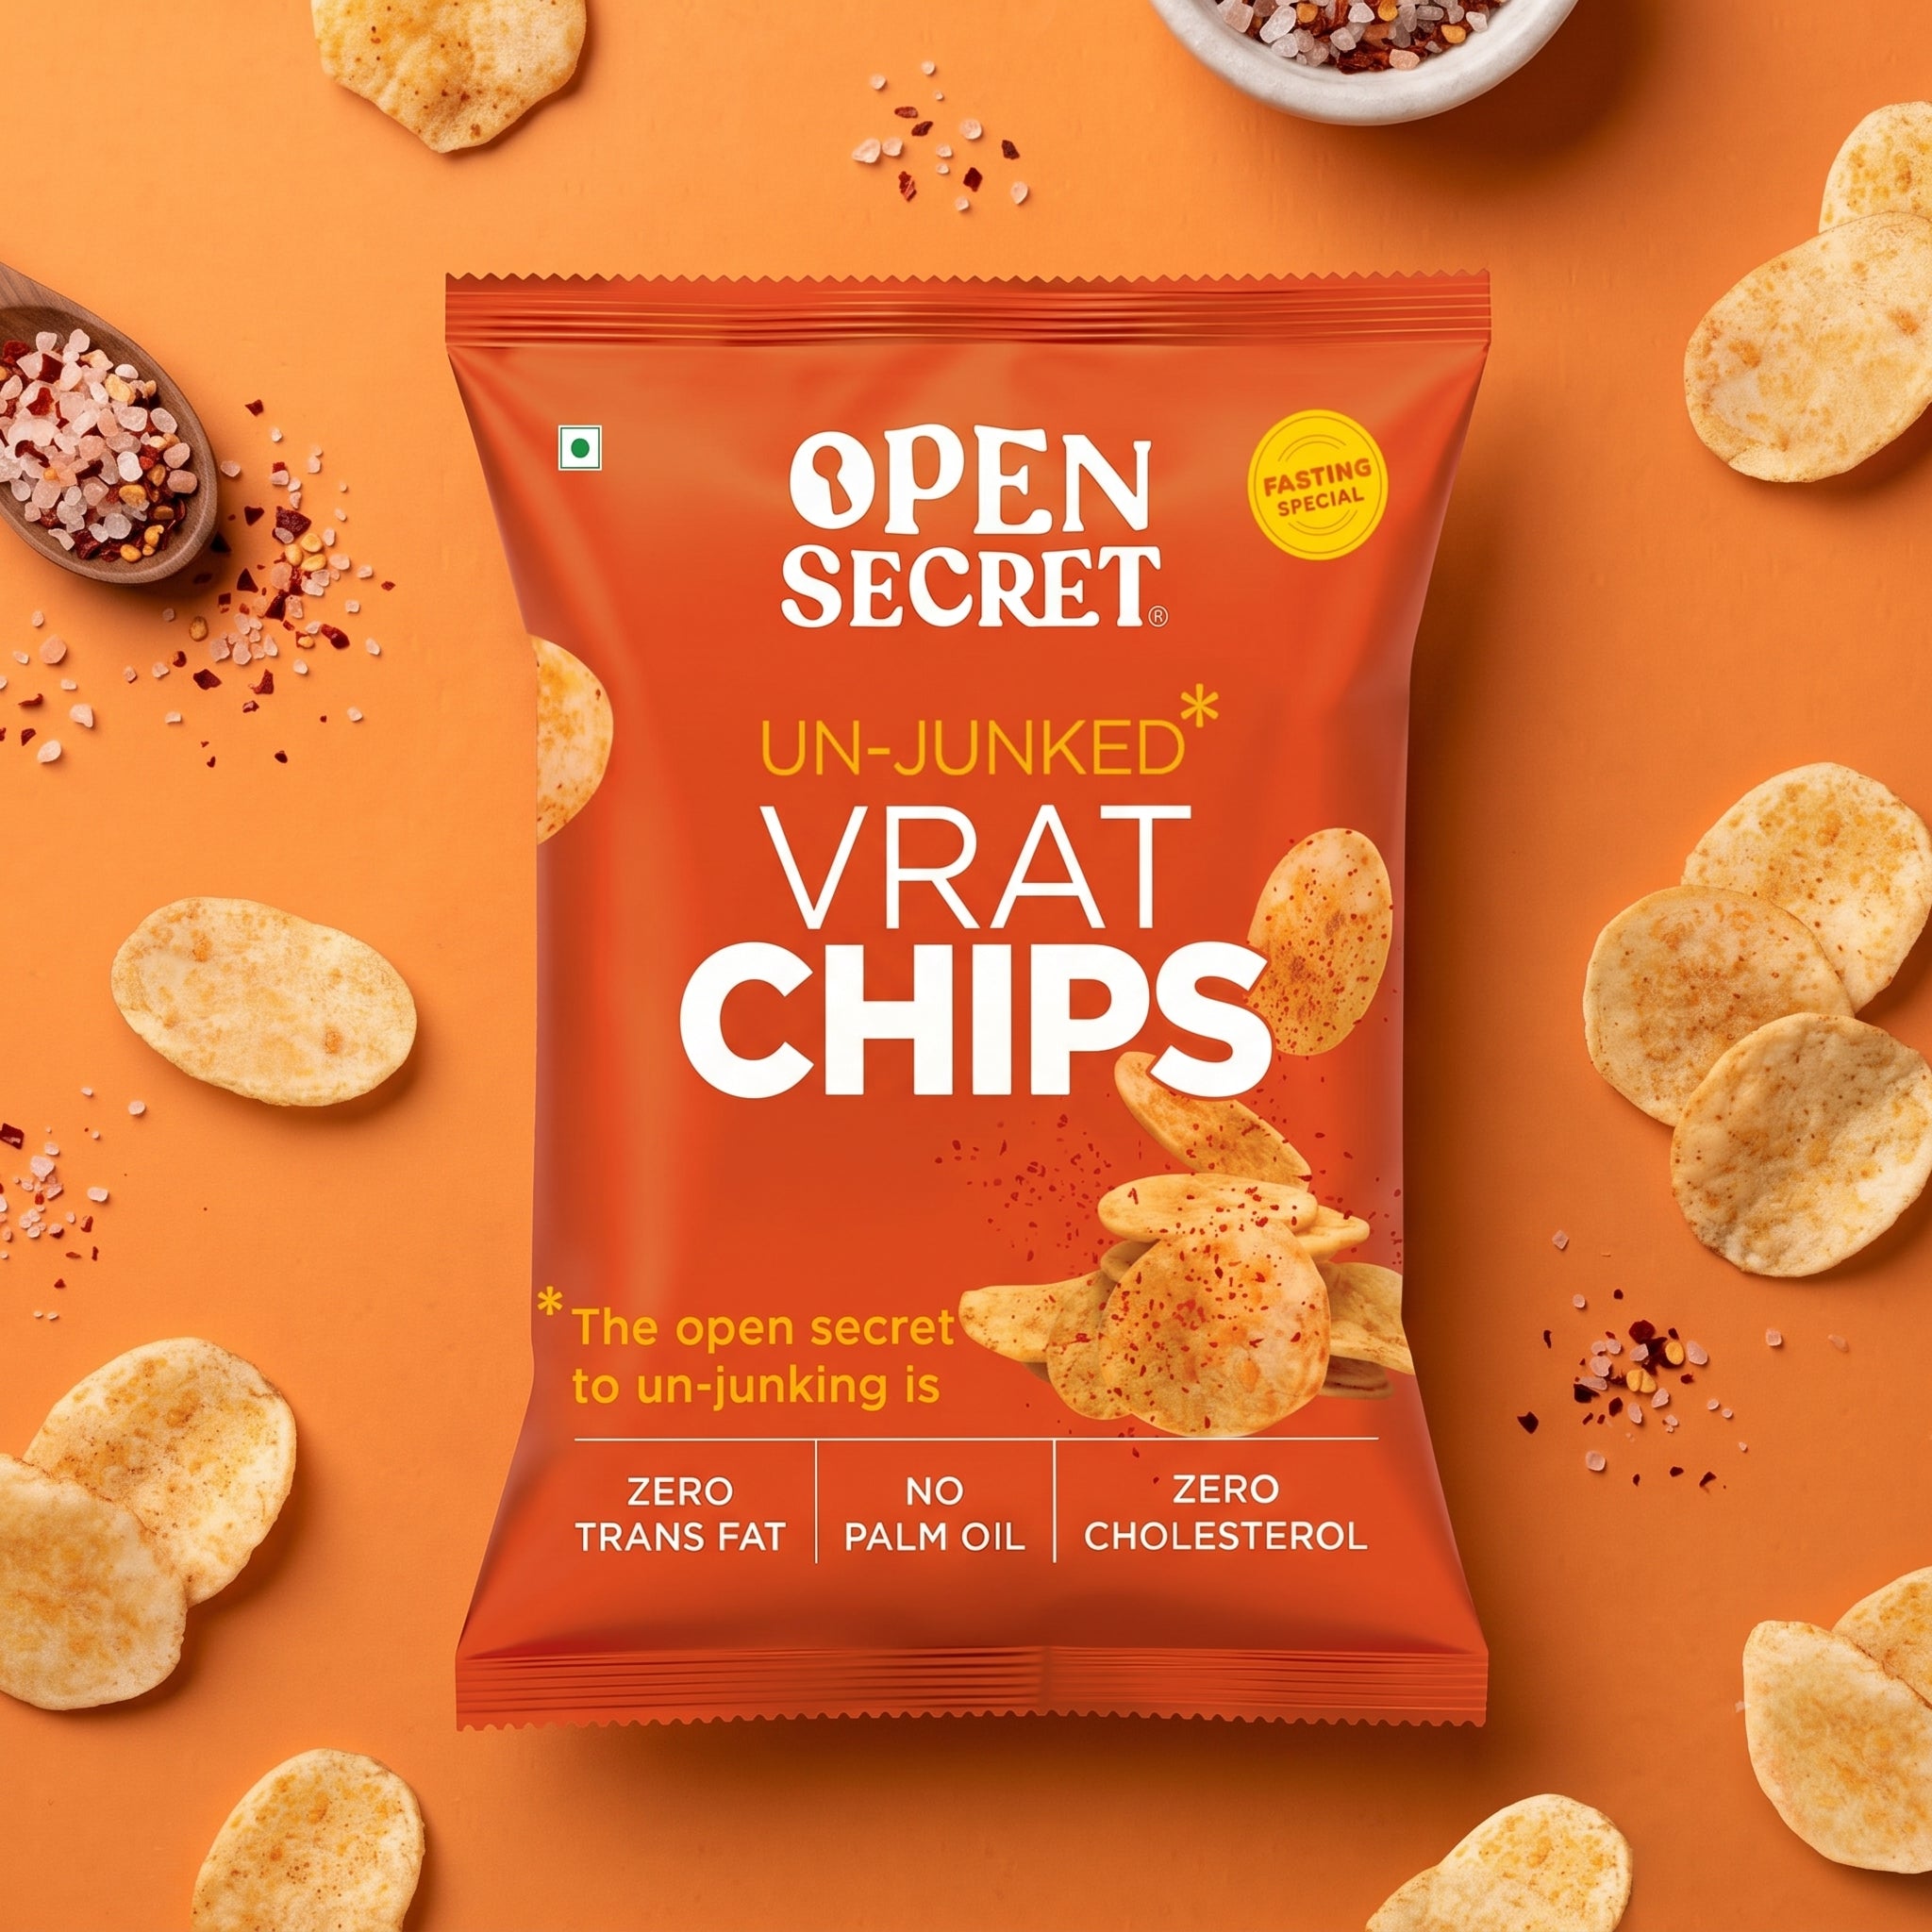 OPEN
SECRET®
FASTING
SPECIAL
UN-JUNKED*
VRAT
CHIPS
*The open secret
to un-junking is
ZERO
TRANS FAT
NO
PALM OIL
ZERO
CHOLESTEROL